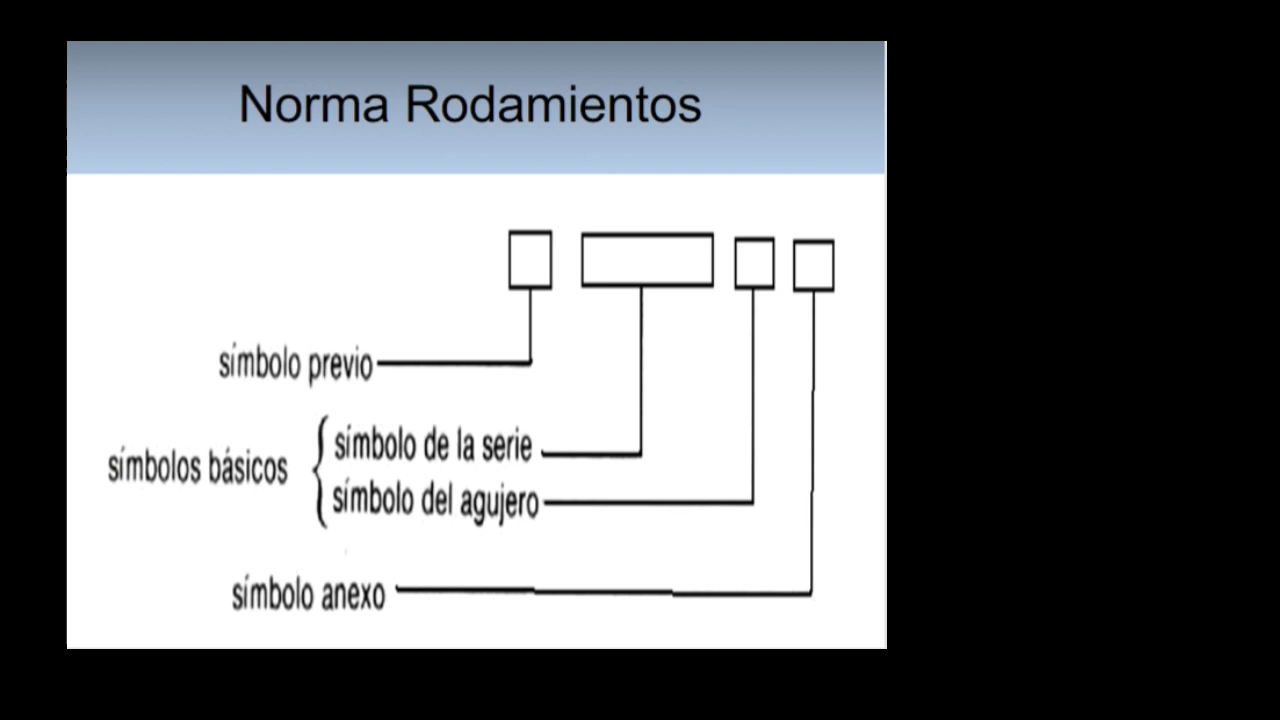 Norma Rodamientos
símbolo previo
símbolos básicos
símbolo de la serie
símbolo del agujero
símbolo anexo